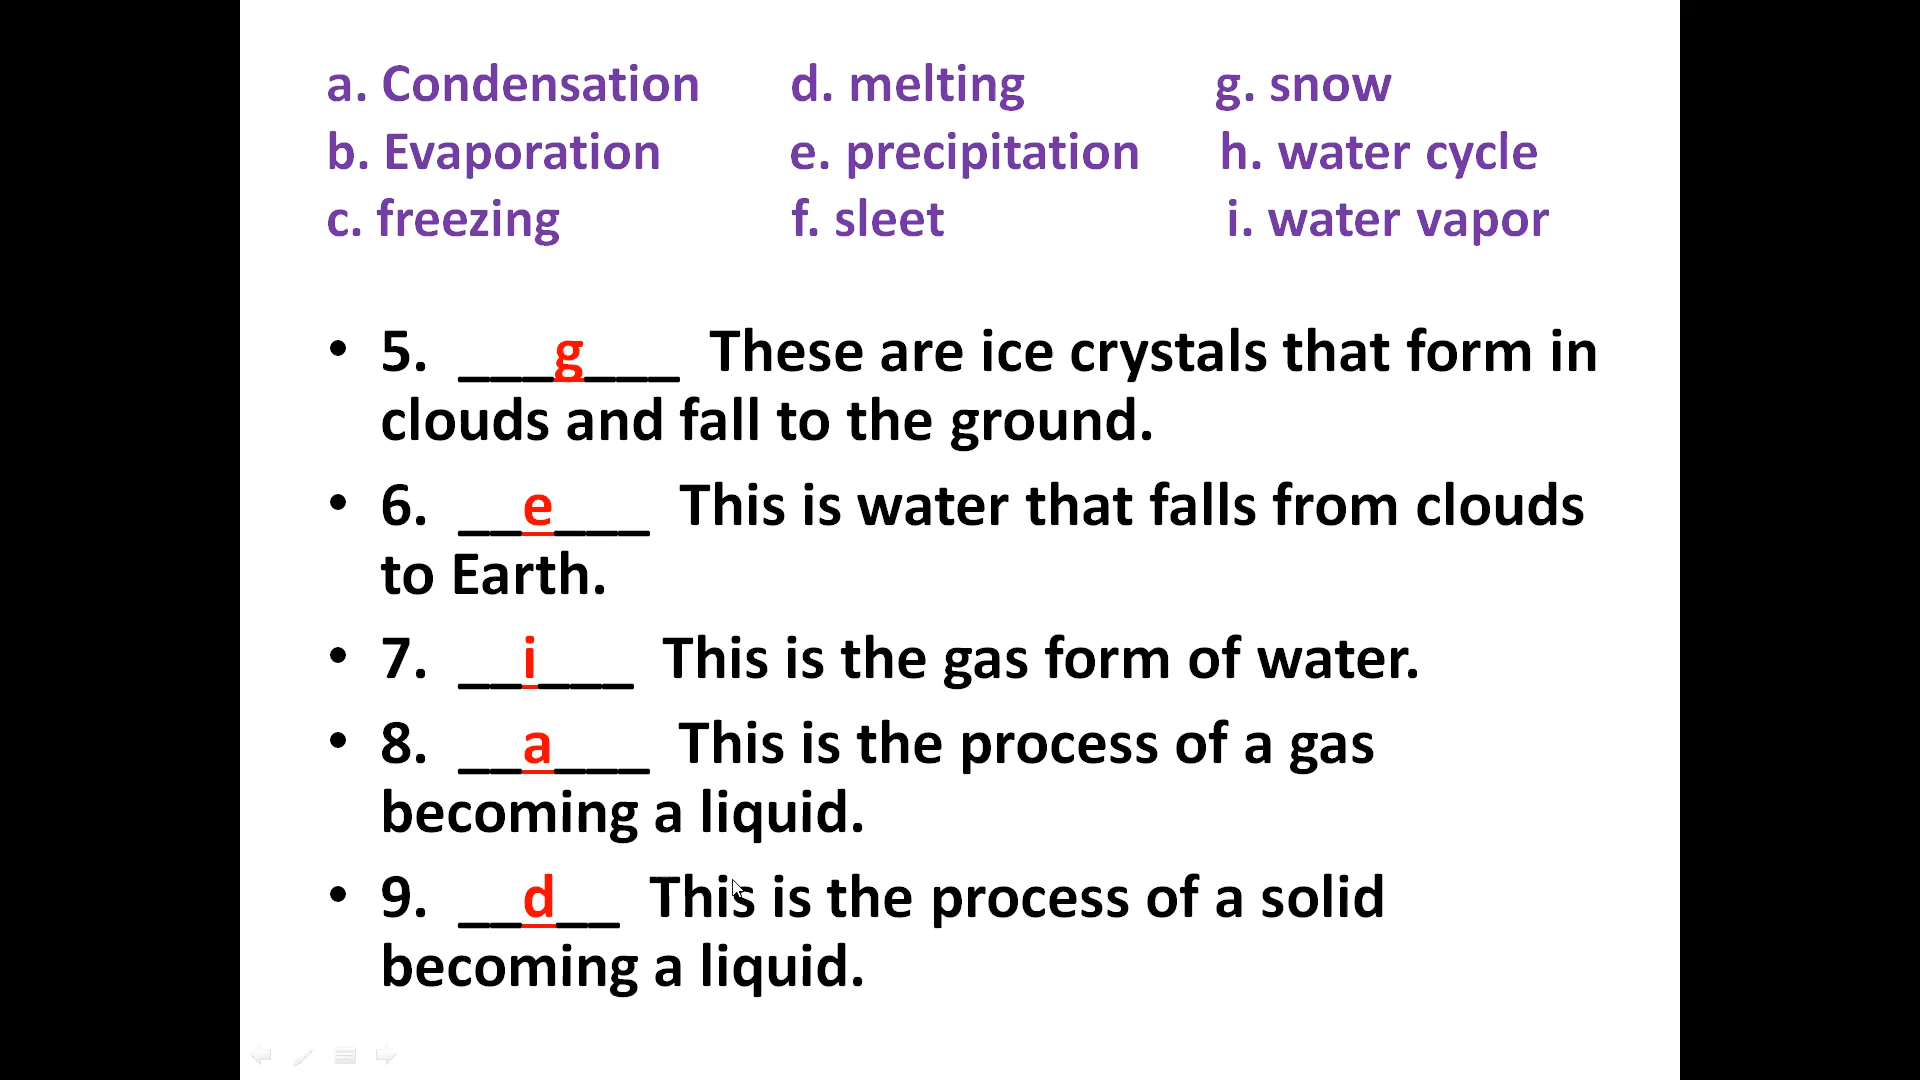 a. Condensation d. melting g. snow
b. Evaporation e. precipitation h. water cycle
c. freezing f. sleet i. water vapor
• 5. ___g___ These are ice crystals that form in
clouds and fall to the ground.
• 6. __e___ This is water that falls from clouds
to Earth.
• 7. __i___ This is the gas form of water.
• 8. __a___ This is the process of a gas
becoming a liquid.
• 9. __d__ This is the process of a solid
becoming a liquid.